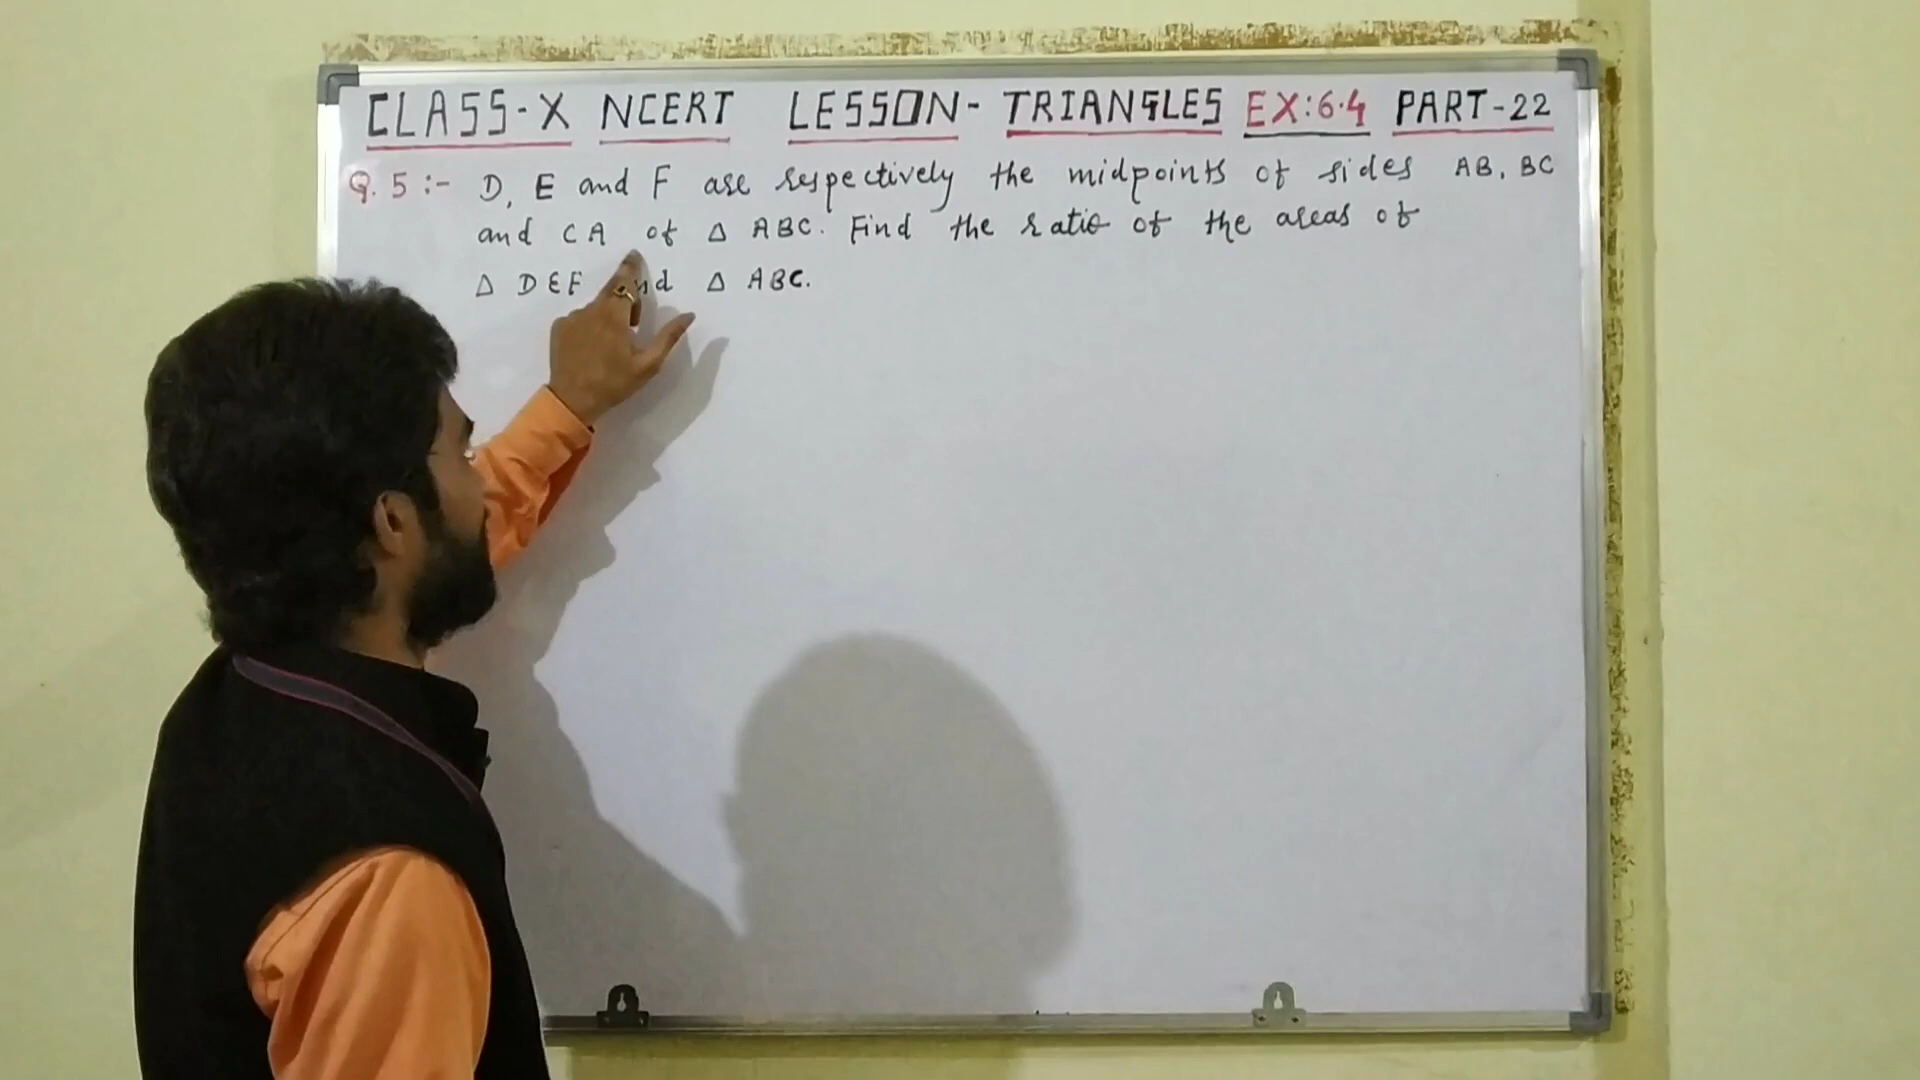 CLASS-X NCERT LESSON- TRIANGLES EX:6.4 PART-22
Q. 5 :- D, E and F are respectively the midpoints of sides AB, BC
and CA of Δ ABC. Find the ratio of the areas of
Δ DEF and Δ ABC.